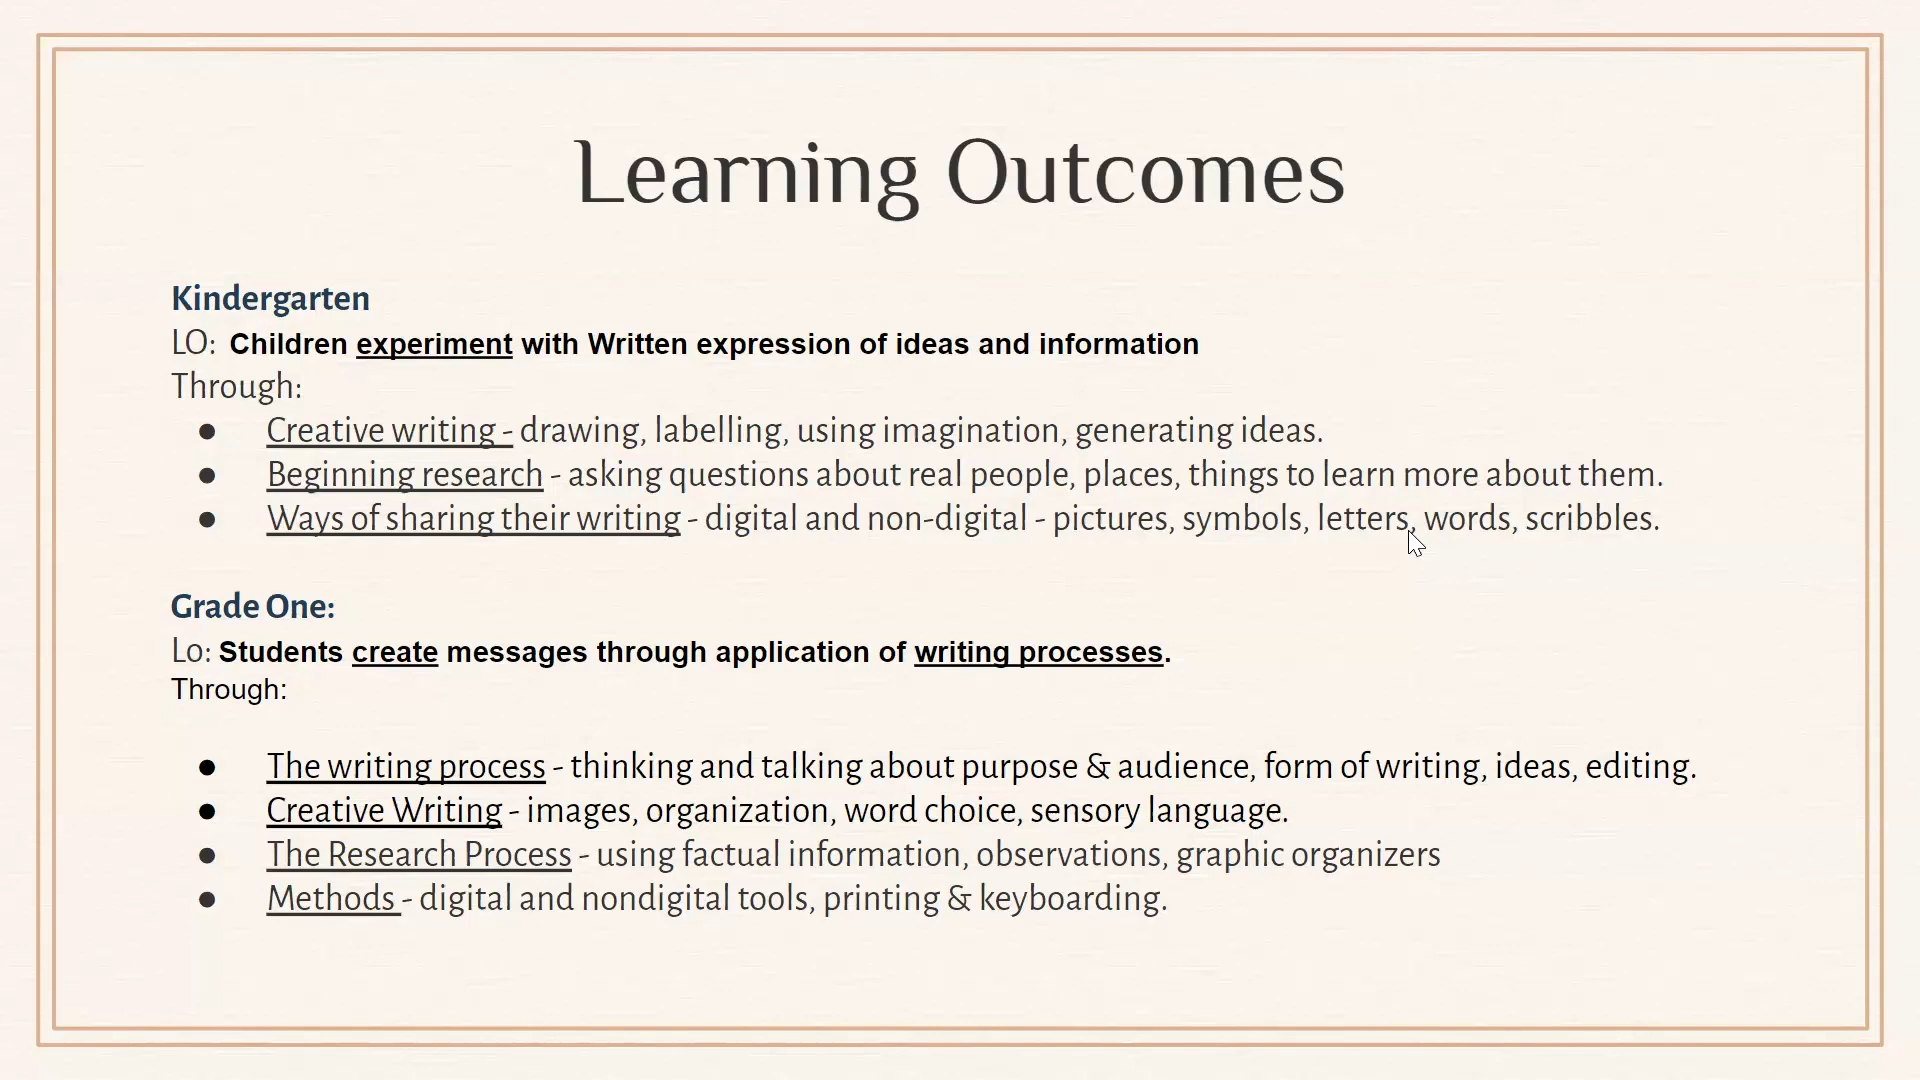 Learning Outcomes
Kindergarten
LO: Children experiment with Written expression of ideas and information
Through:
● Creative writing - drawing, labelling, using imagination, generating ideas.
● Beginning research - asking questions about real people, places, things to learn more about them.
● Ways of sharing their writing - digital and non-digital - pictures, symbols, letters, words, scribbles.
Grade One:
Lo: Students create messages through application of writing processes.
Through:
● The writing process - thinking and talking about purpose & audience, form of writing, ideas, editing.
● Creative Writing - images, organization, word choice, sensory language.
● The Research Process - using factual information, observations, graphic organizers
● Methods - digital and nondigital tools, printing & keyboarding.